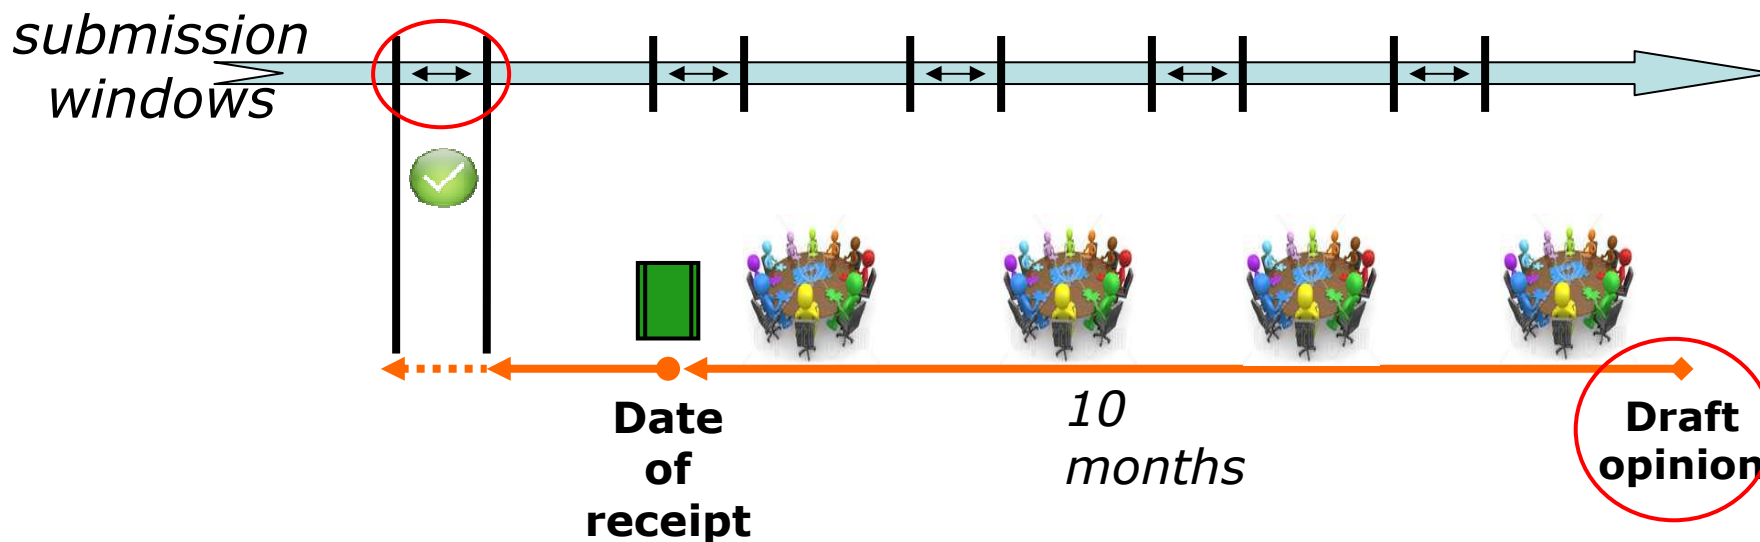 submission
windows
10
months
Date
of
receipt
Draft
opinion